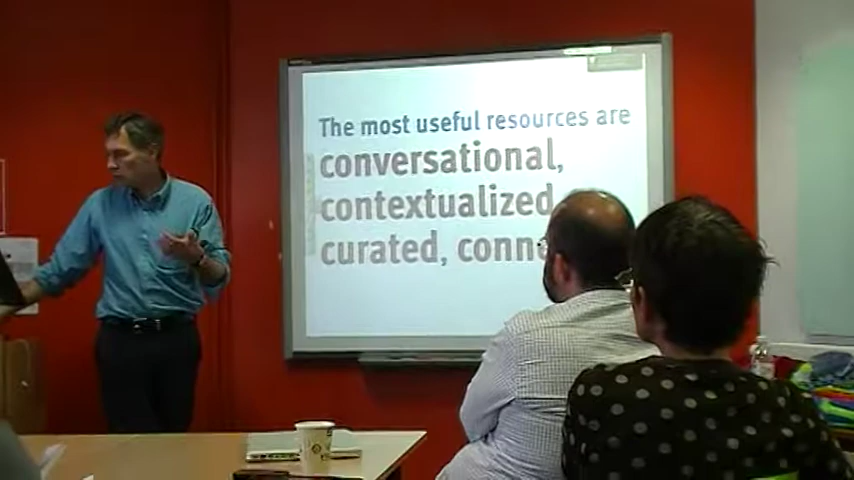 The most useful resources are
conversational,
contextualized
curated,